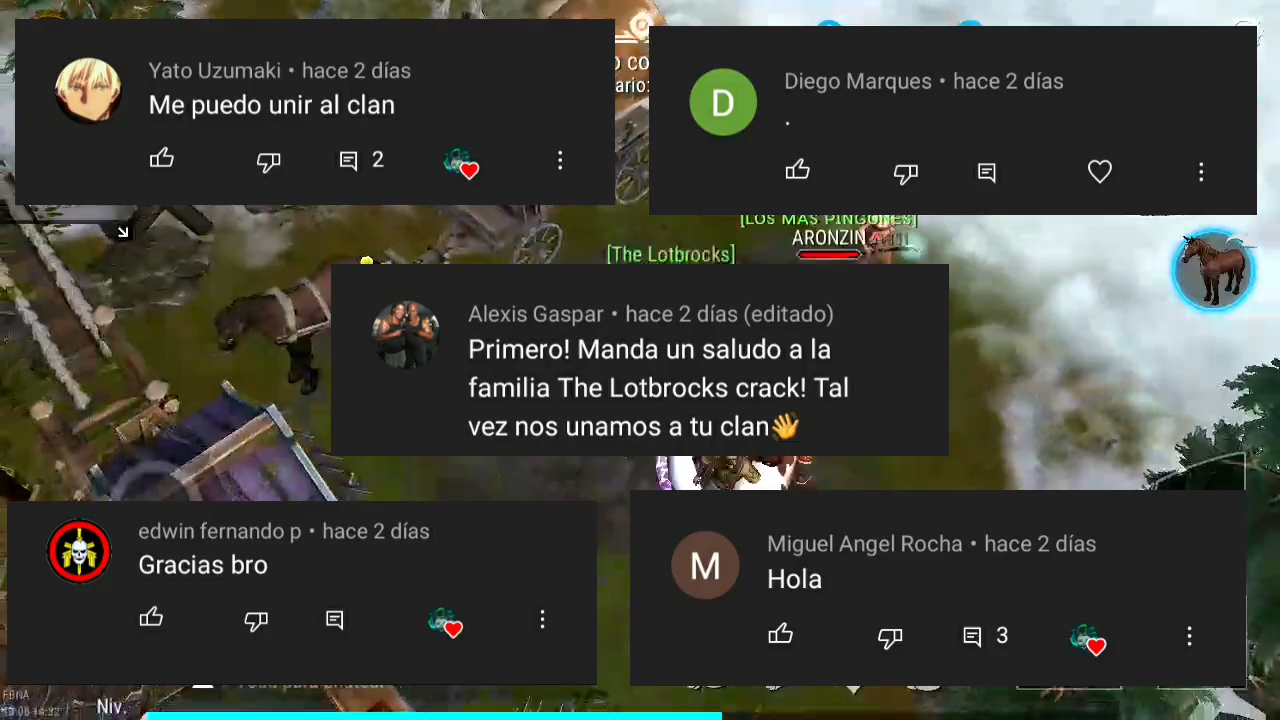 Yato Uzumaki • hace 2 días
Me puedo unir al clan
2
D
Diego Marques • hace 2 días
.
[LOS MAS PINGONES]
ARONZIN
[The Lotbrocks]
Alexis Gaspar • hace 2 días (editado)
Primero! Manda un saludo a la
familia The Lotbrocks crack! Tal
vez nos unamos a tu clan👋
edwin fernando p • hace 2 días
Gracias bro
M
Miguel Angel Rocha • hace 2 días
Hola
3
Niv.